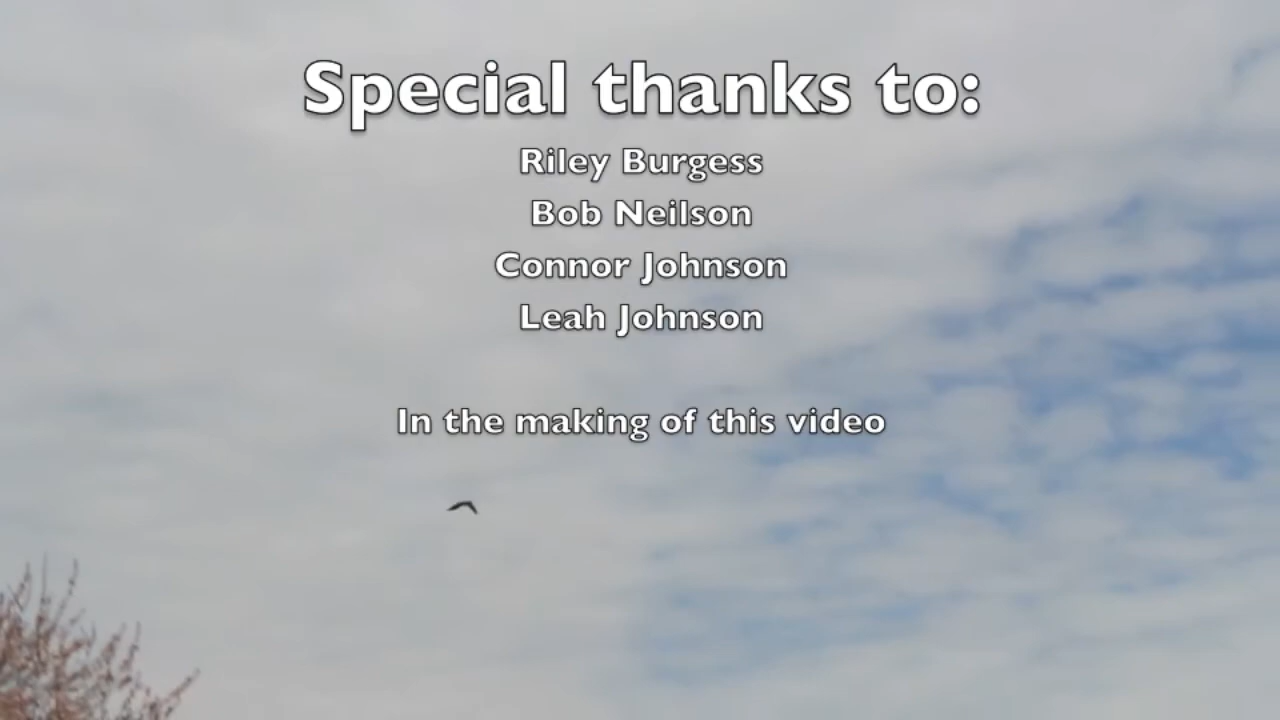 Special thanks to:
Riley Burgess
Bob Neilson
Connor Johnson
Leah Johnson
In the making of this video